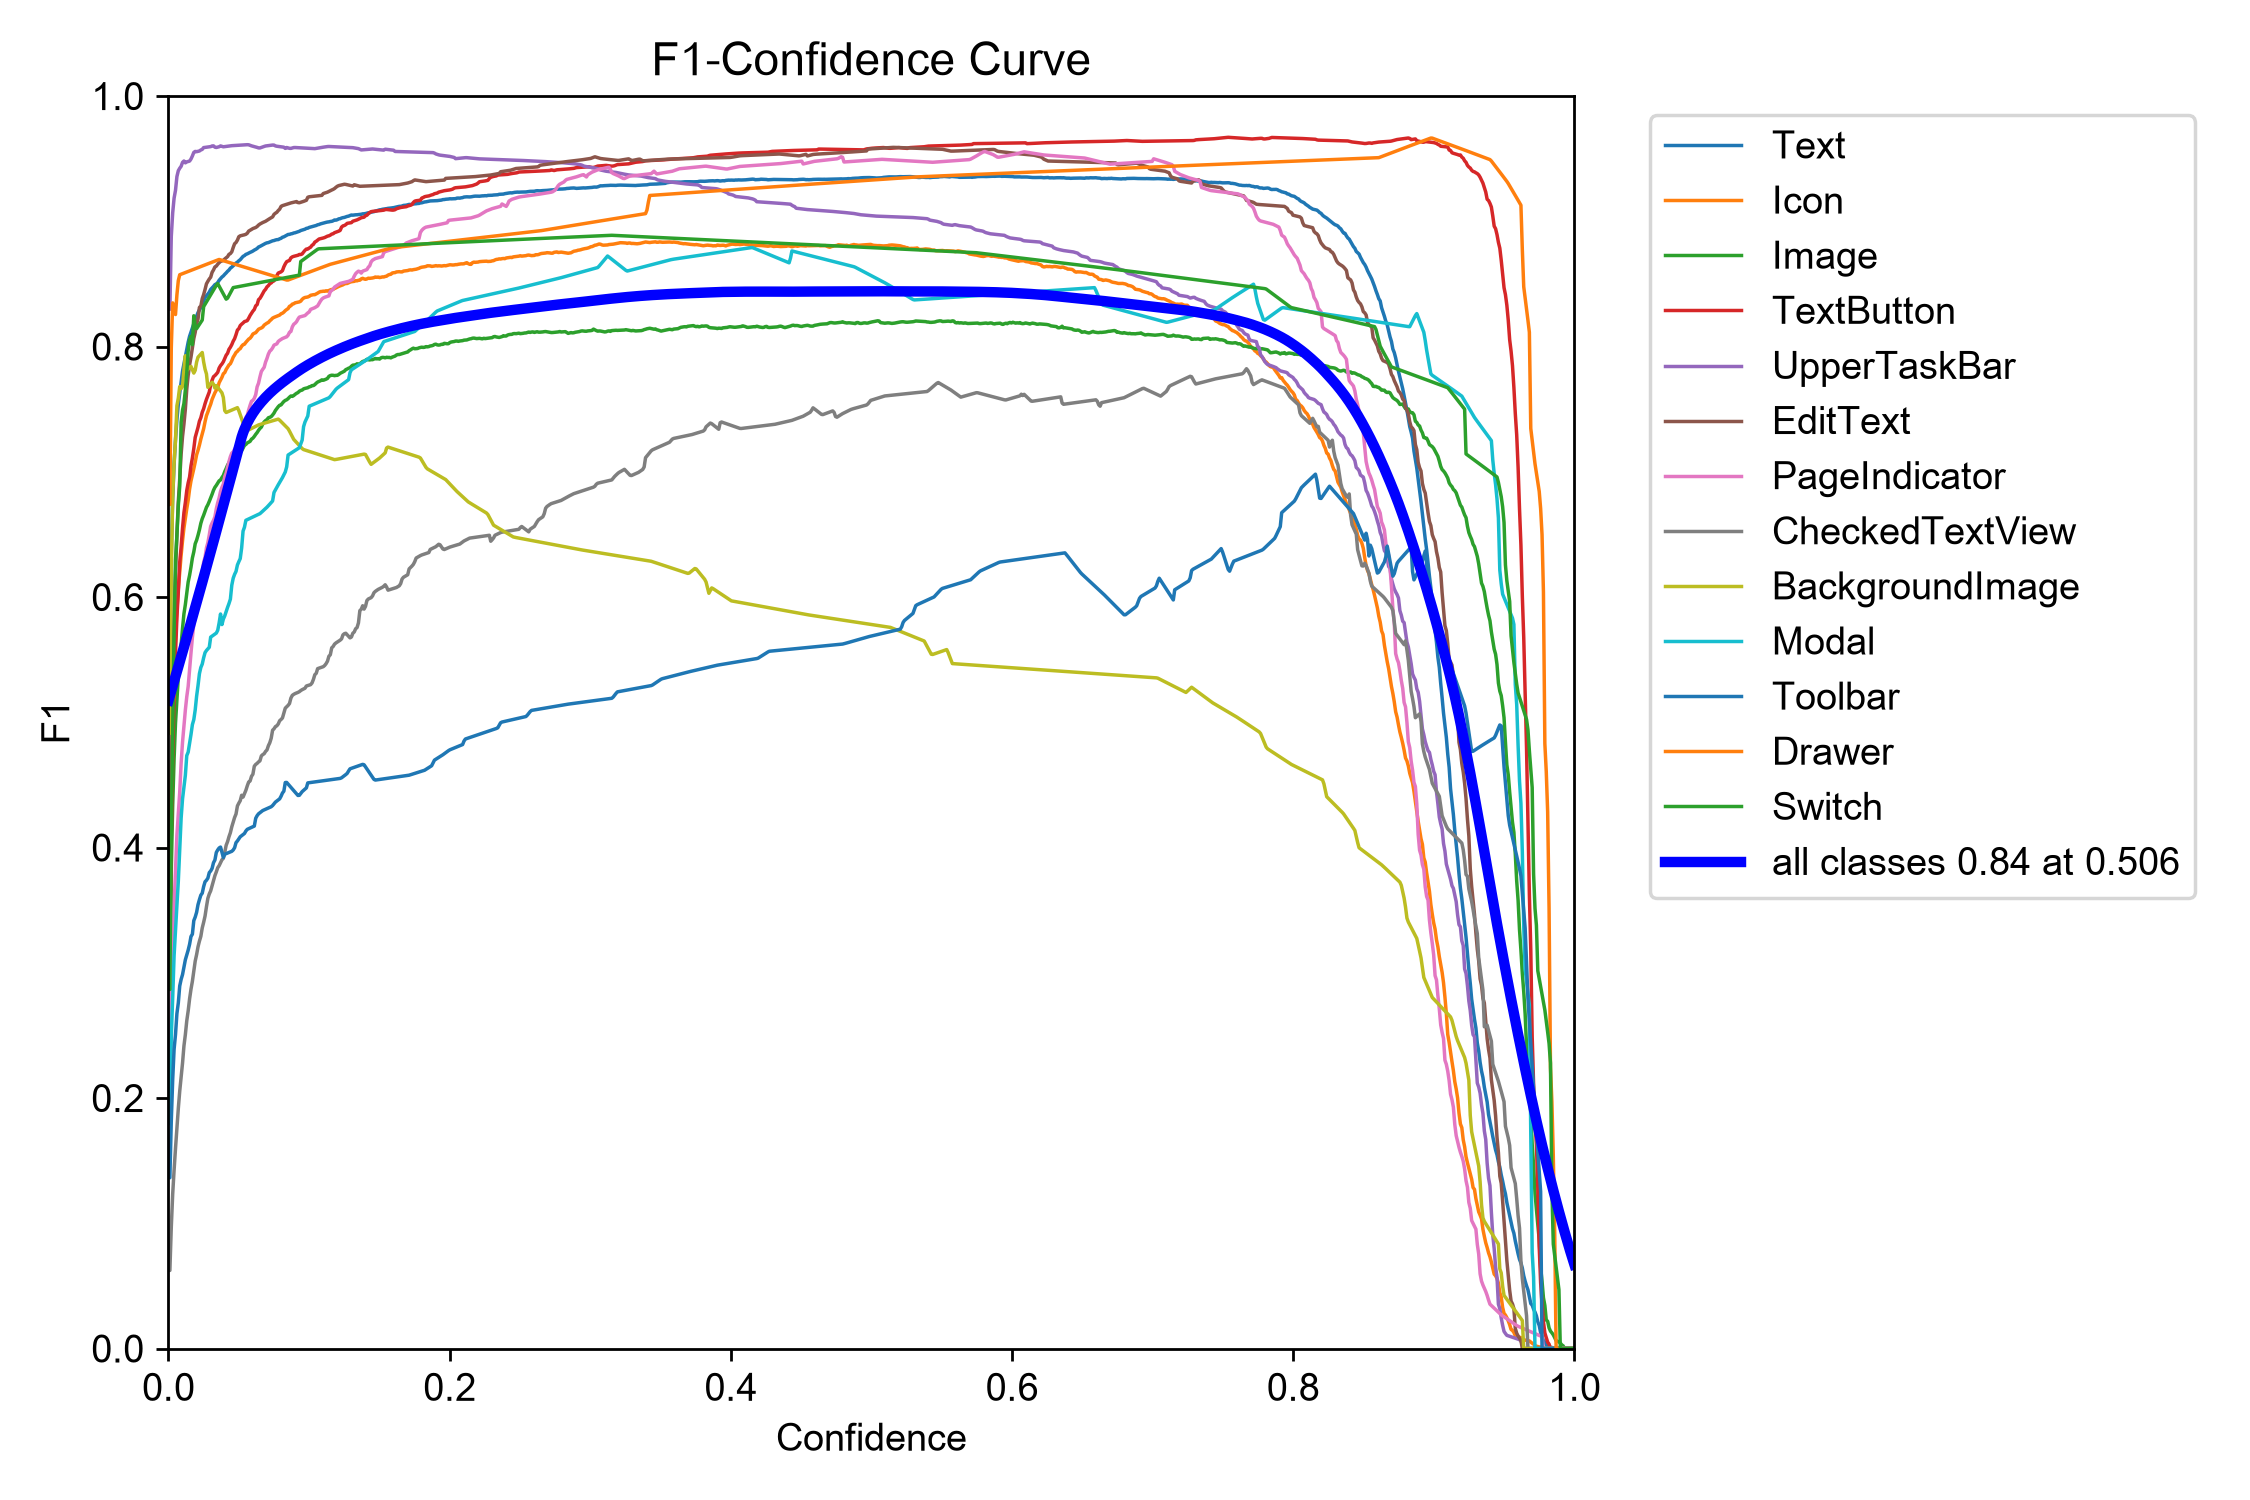 F1-Confidence Curve
1.0
0.8
0.6
0.4
0.2
0.0
F1
0.0 0.2 0.4 0.6 0.8 1.0
Confidence
Text
Icon
Image
TextButton
UpperTaskBar
EditText
PageIndicator
CheckedTextView
BackgroundImage
Modal
Toolbar
Drawer
Switch
all classes 0.84 at 0.506